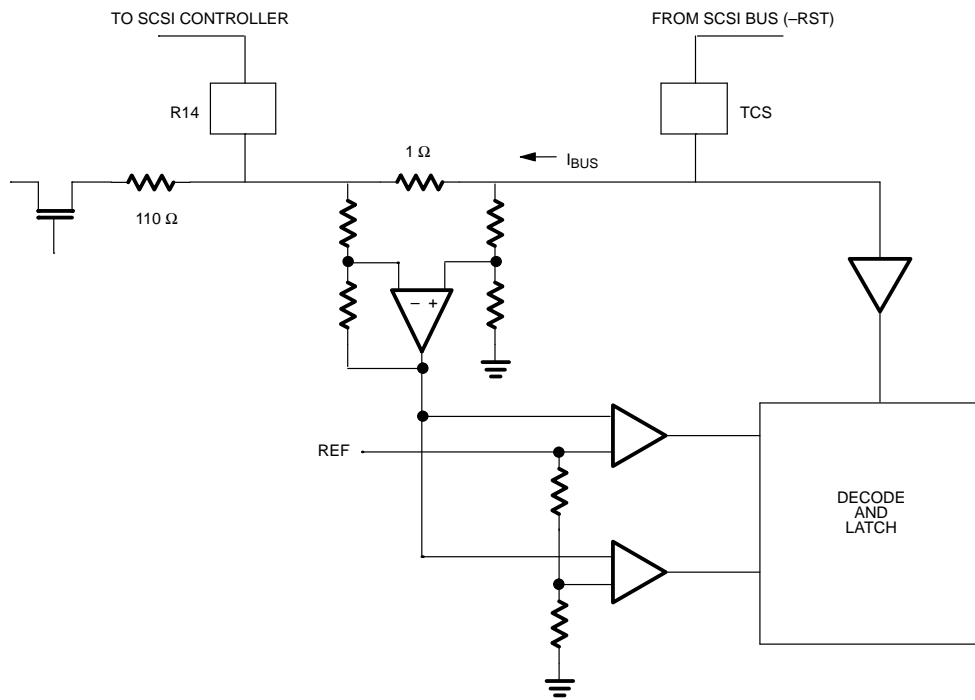 TO SCSI CONTROLLER
FROM SCSI BUS (–RST)
R14
TCS
1 Ω
I_BUS
110 Ω
– +
REF
DECODE
AND
LATCH